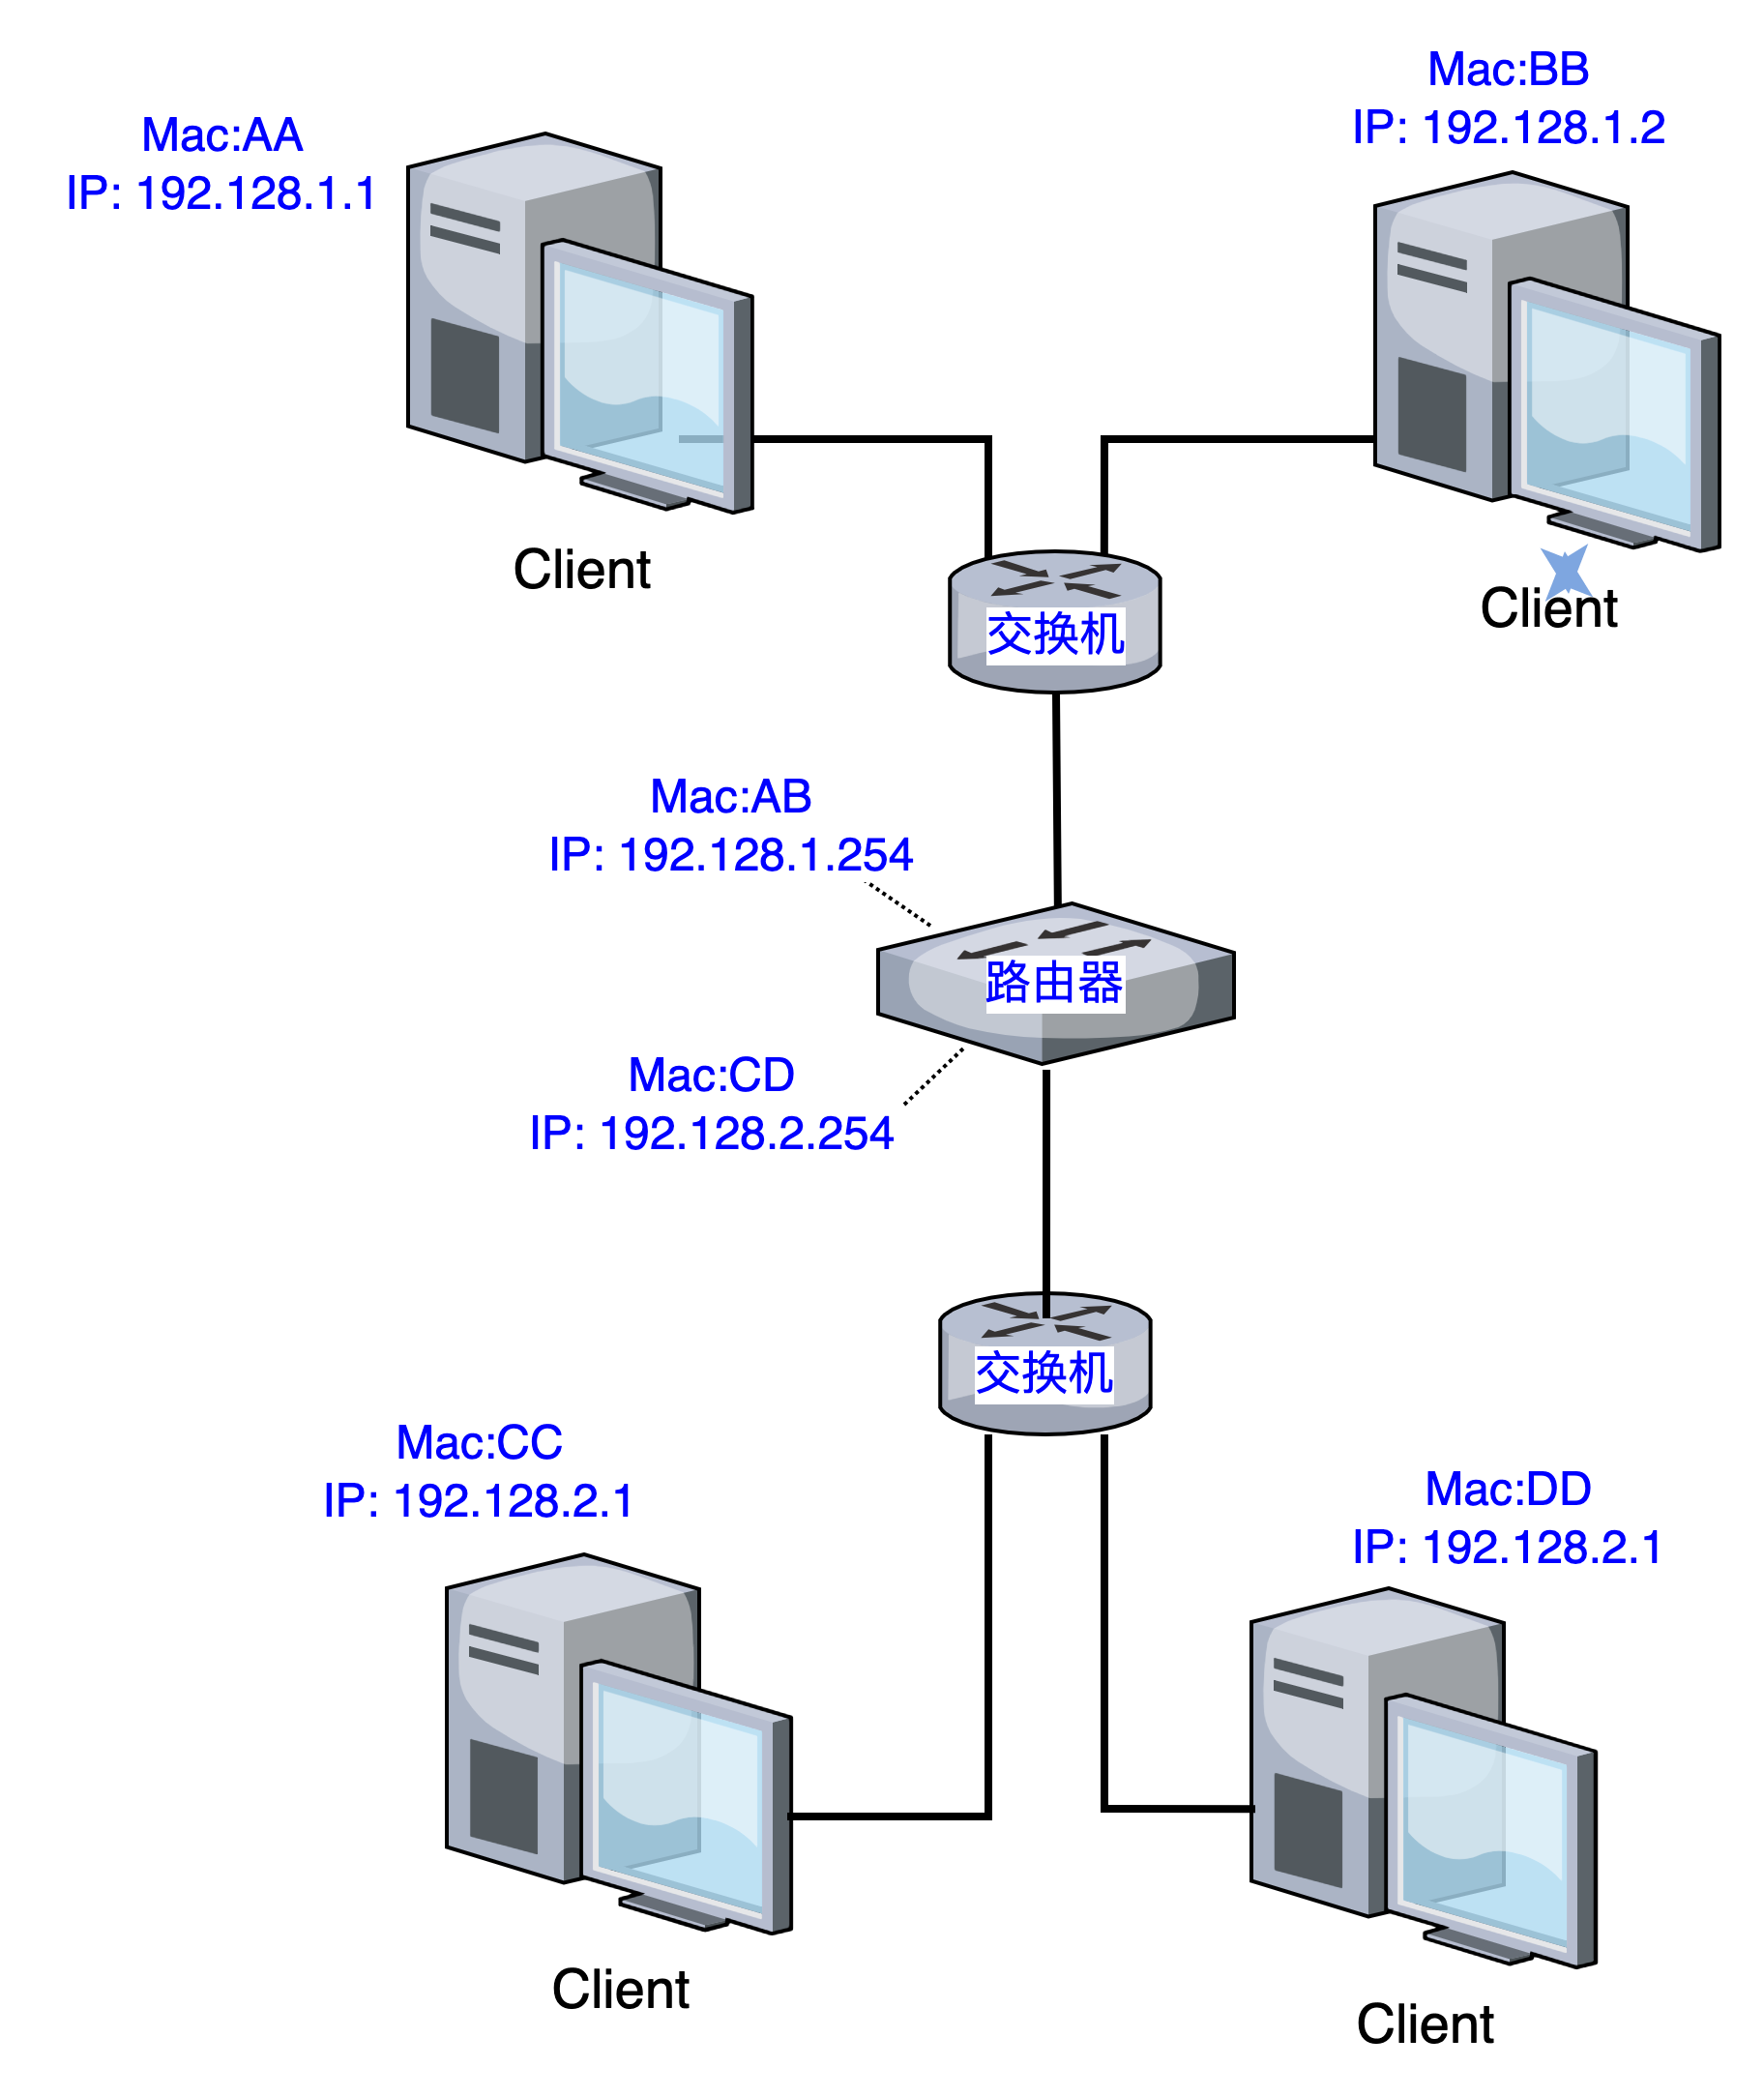 Mac:BB
IP: 192.128.1.2
Mac:AA
IP: 192.128.1.1
Client
Client
交换机
Mac:AB
IP: 192.128.1.254
路由器
Mac:CD
IP: 192.128.2.254
交换机
Mac:CC
IP: 192.128.2.1
Mac:DD
IP: 192.128.2.1
Client
Client